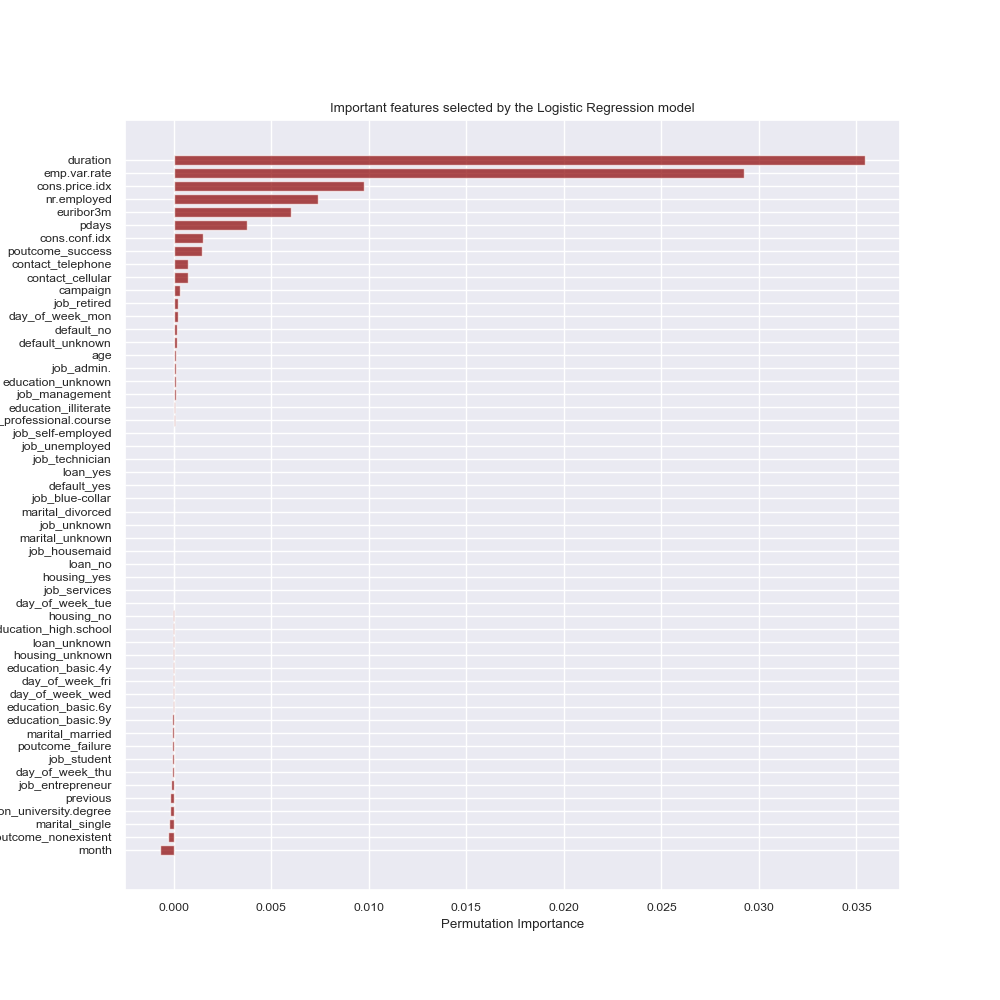 Important features selected by the Logistic Regression model
duration
emp.var.rate
cons.price.idx
nr.employed
euribor3m
pdays
cons.conf.idx
poutcome_success
contact_telephone
contact_cellular
campaign
job_retired
day_of_week_mon
default_no
default_unknown
age
job_admin.
education_unknown
job_management
education_illiterate
_professional.course
job_self-employed
job_unemployed
job_technician
loan_yes
default_yes
job_blue-collar
marital_divorced
job_unknown
marital_unknown
job_housemaid
loan_no
housing_yes
job_services
day_of_week_tue
housing_no
ducation_high.school
loan_unknown
housing_unknown
education_basic.4y
day_of_week_fri
day_of_week_wed
education_basic.6y
education_basic.9y
marital_married
poutcome_failure
job_student
day_of_week_thu
job_entrepreneur
previous
on_university.degree
marital_single
outcome_nonexistent
month
0.000 0.005 0.010 0.015 0.020 0.025 0.030 0.035
Permutation Importance